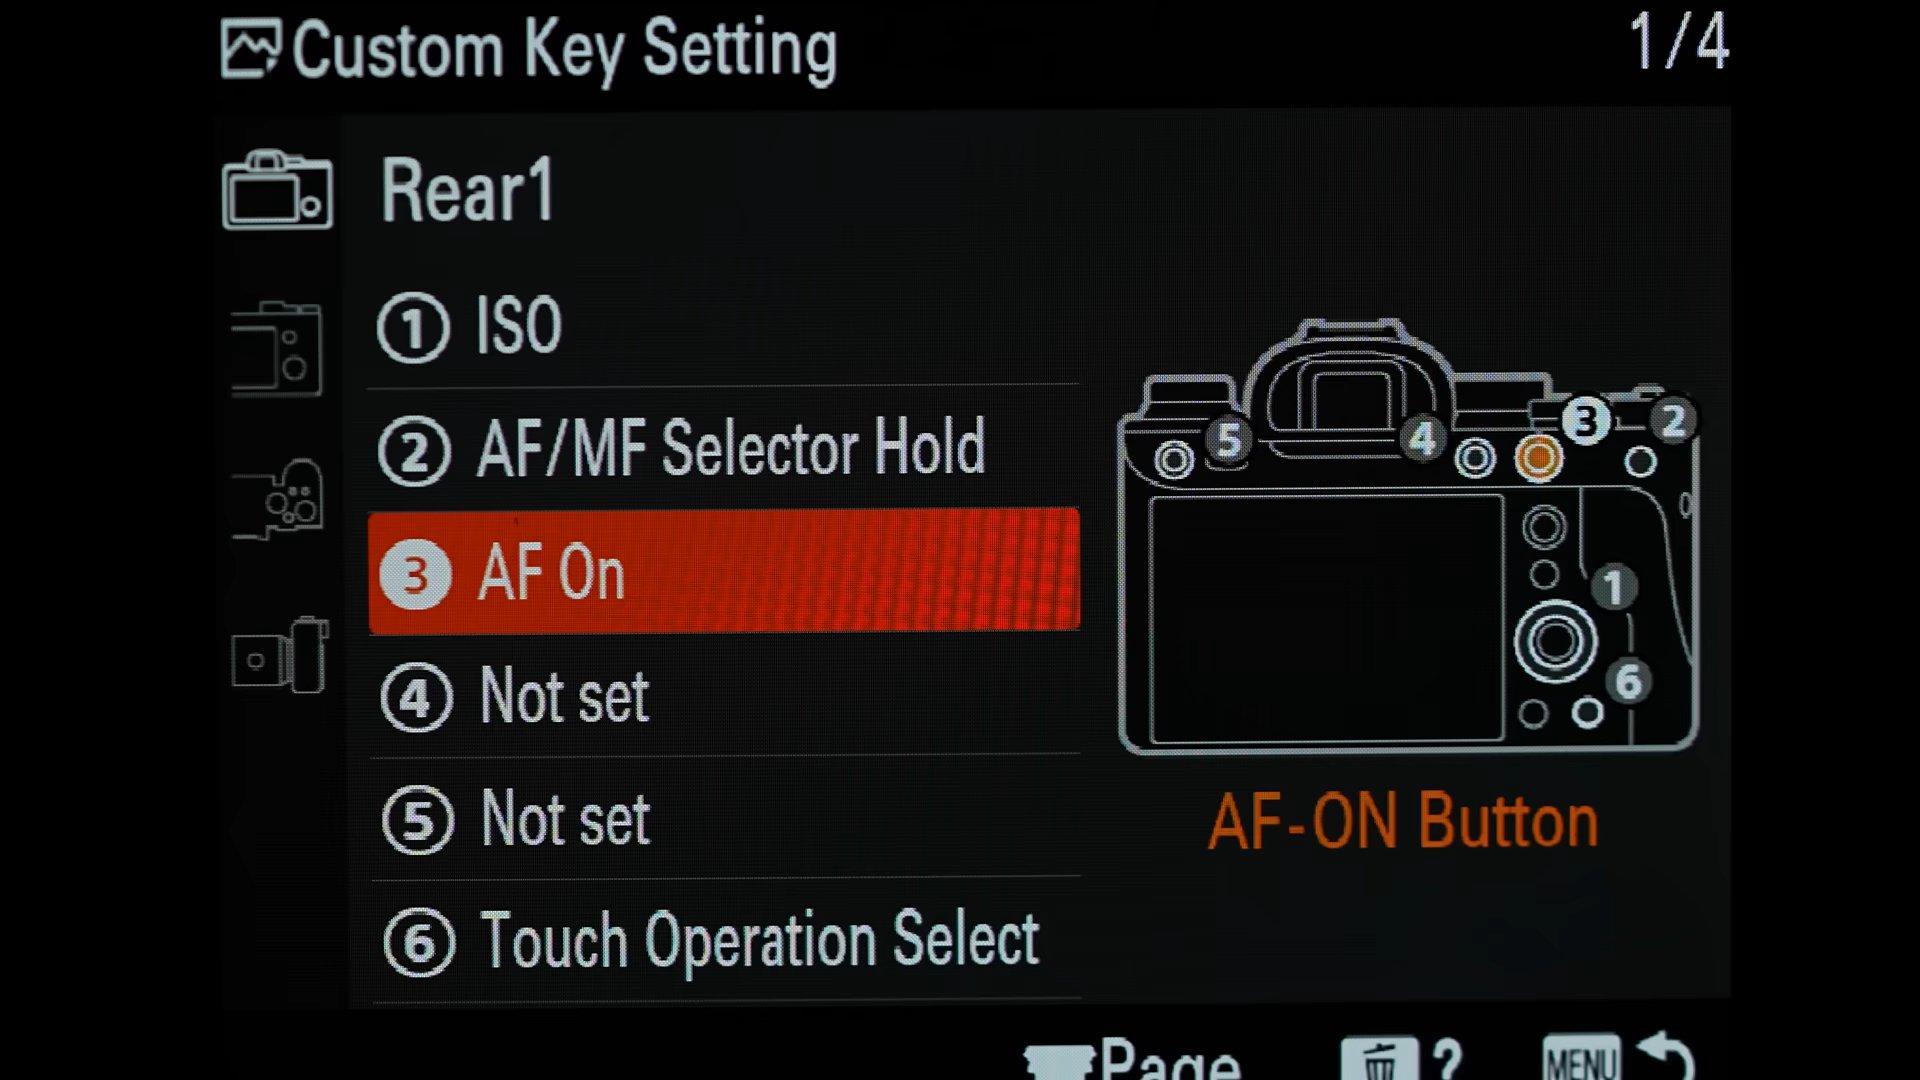 Custom Key Setting
1/4
Rear1
1 ISO
2 AF/MF Selector Hold
3 AF On
4 Not set
5 Not set
6 Touch Operation Select
5 4 3 2
1
6
AF-ON Button
Page ? MENU